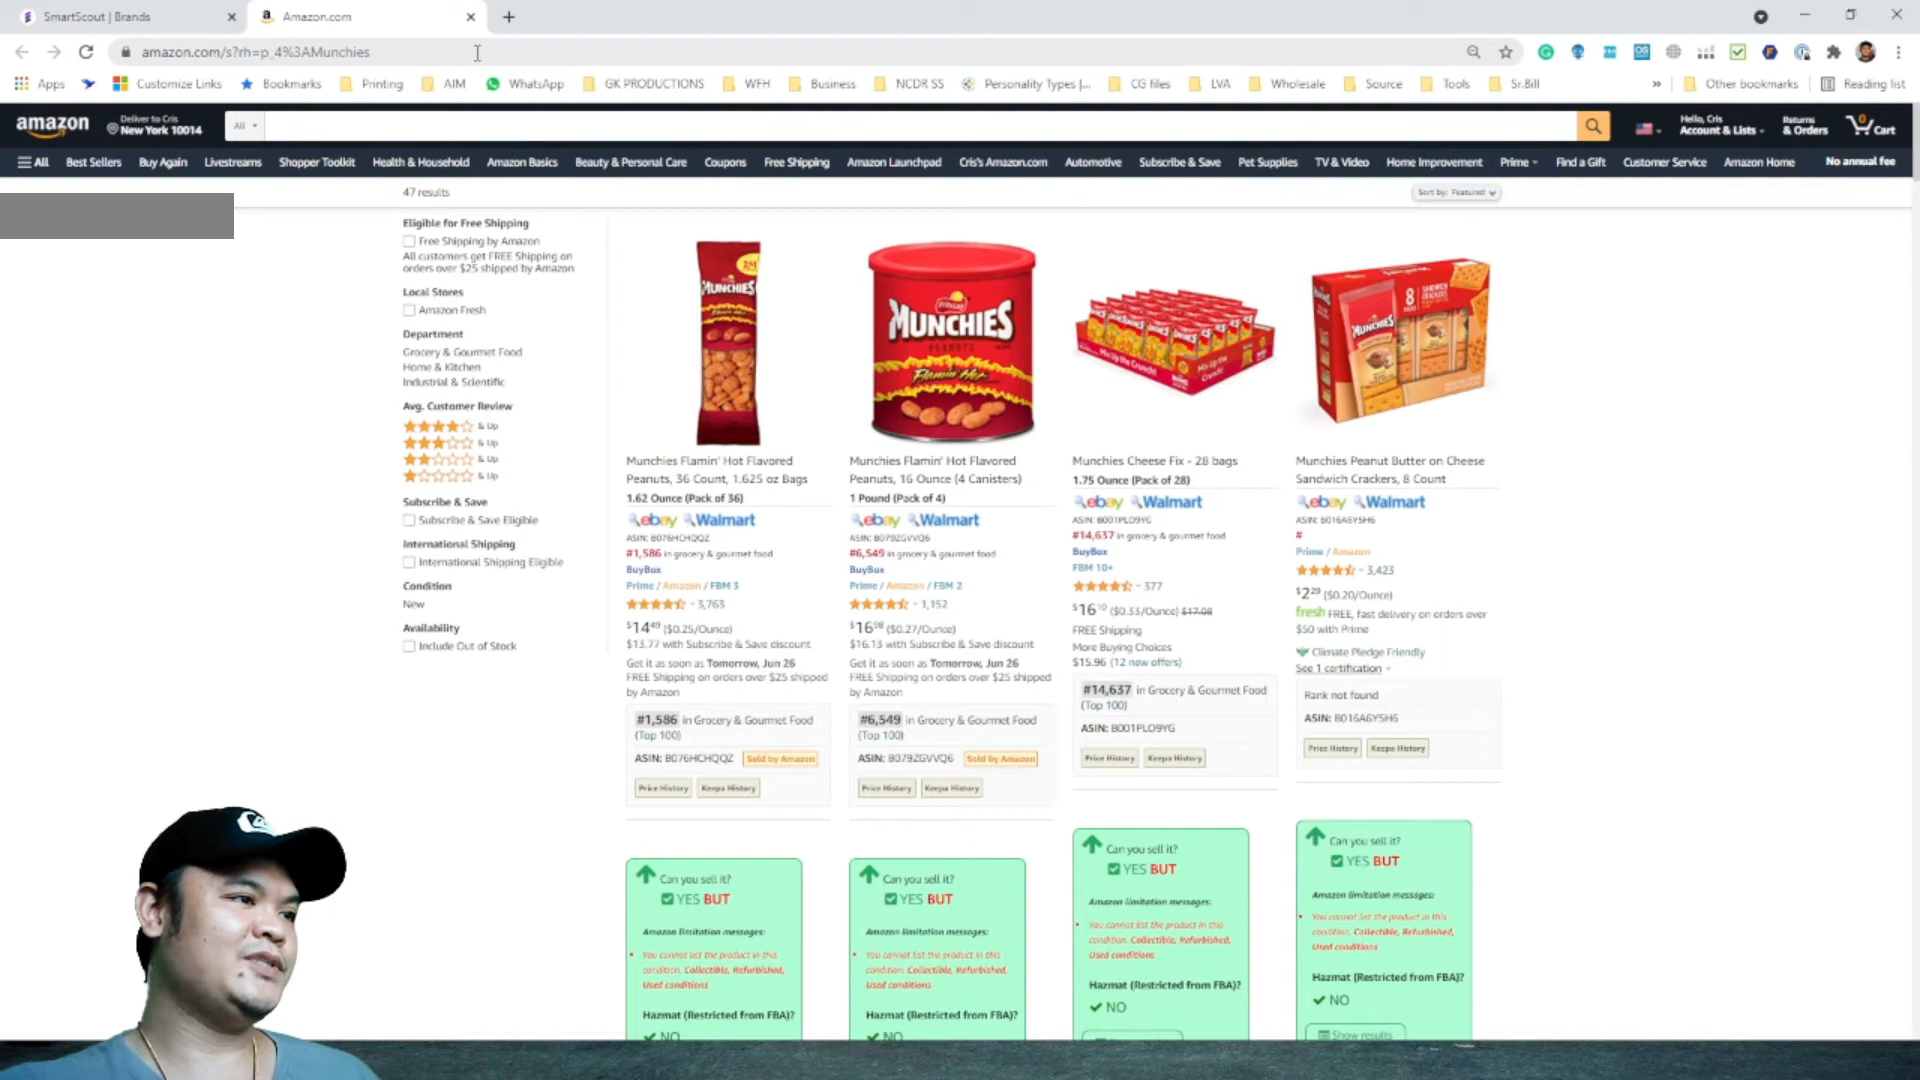 SmartScout | Brands
Amazon.com
amazon.com/s?rh=p_4%3AMunchies
Apps
Customize Links
Bookmarks
Printing
AIM
WhatsApp
GK PRODUCTIONS
WFH
Business
NCDR SS
Personality Types |...
CG files
LVA
Wholesale
Source
Tools
Sr.Bill
»
Other bookmarks
Reading list
amazon
Deliver to Cris
New York 10014
All
Hello, Cris
Account & Lists
Returns
& Orders
0
Cart
All
Best Sellers
Buy Again
Livestreams
Shopper Toolkit
Health & Household
Amazon Basics
Beauty & Personal Care
Coupons
Free Shipping
Amazon Launchpad
Cris's Amazon.com
Automotive
Subscribe & Save
Pet Supplies
TV & Video
Home Improvement
Prime
Find a Gift
Customer Service
Amazon Home
No annual fee
47 results
Sort by: Featured
Eligible for Free Shipping
Free Shipping by Amazon
All customers get FREE Shipping on
orders over $25 shipped by Amazon
Local Stores
Amazon Fresh
Department
Grocery & Gourmet Food
Home & Kitchen
Industrial & Scientific
Avg. Customer Review
& Up
& Up
& Up
& Up
Subscribe & Save
Subscribe & Save Eligible
International Shipping
International Shipping Eligible
Condition
New
Availability
Include Out of Stock
MUNCHIES
Munchies Flamin' Hot Flavored
Peanuts, 36 Count, 1.625 oz Bags
1.62 Ounce (Pack of 36)
ebay Walmart
ASIN: B076HCHQQZ
#1,586 in grocery & gourmet food
BuyBox
Prime / Amazon / FBM 3
- 3,763
$14.49 ($0.25/Ounce)
$13.77 with Subscribe & Save discount
Get it as soon as Tomorrow, Jun 26
FREE Shipping on orders over $25 shipped
by Amazon
#1,586 in Grocery & Gourmet Food
(Top 100)
ASIN: B076HCHQQZ Sold by Amazon
Price History Keepa History
Can you sell it?
YES BUT
Amazon limitation messages:
You cannot list the product in this
condition. Collectible, Refurbished,
Used conditions
Hazmat (Restricted from FBA)?
NO
MUNCHIES
PEANUTS
Flamin' Hot
Munchies Flamin' Hot Flavored
Peanuts, 16 Ounce (4 Canisters)
1 Pound (Pack of 4)
ebay Walmart
ASIN: B079ZGVVQ6
#6,549 in grocery & gourmet food
BuyBox
Prime / Amazon / FBM 2
- 1,152
$16.98 ($0.27/Ounce)
$16.13 with Subscribe & Save discount
Get it as soon as Tomorrow, Jun 26
FREE Shipping on orders over $25 shipped
by Amazon
#6,549 in Grocery & Gourmet Food
(Top 100)
ASIN: B079ZGVVQ6 Sold by Amazon
Price History Keepa History
Can you sell it?
YES BUT
Amazon limitation messages:
You cannot list the product in this
condition. Collectible, Refurbished,
Used conditions
Hazmat (Restricted from FBA)?
NO
Mix Up the Crunch!
Munchies Cheese Fix - 28 bags
1.75 Ounce (Pack of 28)
ebay Walmart
ASIN: B001PLO9YG
#14,637 in grocery & gourmet food
BuyBox
FBM 10+
- 377
$16.10 ($0.33/Ounce) $17.08
FREE Shipping
More Buying Choices
$15.96 (12 new offers)
#14,637 in Grocery & Gourmet Food
(Top 100)
ASIN: B001PLO9YG
Price History Keepa History
Can you sell it?
YES BUT
Amazon limitation messages:
You cannot list the product in this
condition. Collectible, Refurbished,
Used conditions
Hazmat (Restricted from FBA)?
NO
8 SANDWICH CRACKERS
MUNCHIES
Munchies Peanut Butter on Cheese
Sandwich Crackers, 8 Count
ebay Walmart
ASIN: B016A6Y5H6
#
Prime / Amazon
- 3,423
$2.29 ($0.20/Ounce)
fresh FREE, fast delivery on orders over
$50 with Prime
Climate Pledge Friendly
See 1 certification
Rank not found
ASIN: B016A6Y5H6
Price History Keepa History
Can you sell it?
YES BUT
Amazon limitation messages:
You cannot list the product in this
condition. Collectible, Refurbished,
Used conditions
Hazmat (Restricted from FBA)?
NO
Show results